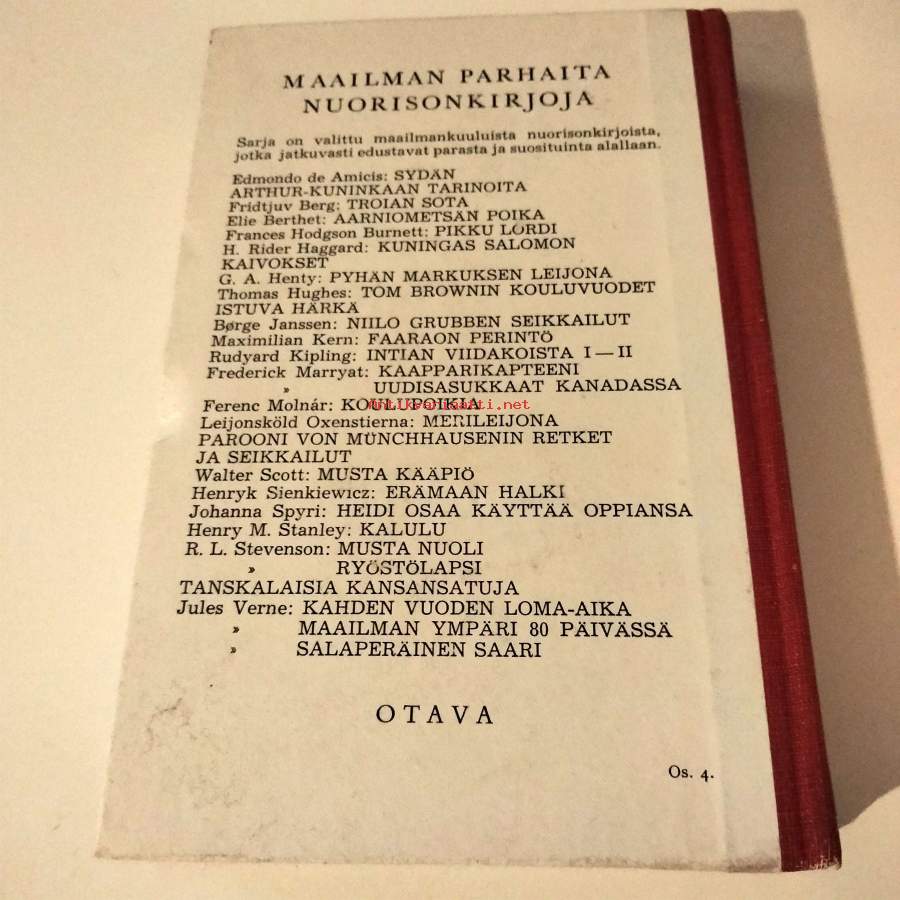 MAAILMAN PARHAITA
NUORISONKIRJOJA
Sarja on valittu maailmankuuluista nuorisonkirjoista,
jotka jatkuvasti edustavat parasta ja suosituinta alallaan.
Edmondo de Amicis: SYDÄN
ARTHUR-KUNINKAAN TARINOITA
Fridtjuv Berg: TROIAN SOTA
Elie Berthet: AARNIOMETSÄN POIKA
Frances Hodgson Burnett: PIKKU LORDI
H. Rider Haggard: KUNINGAS SALOMON
KAIVOKSET
G. A. Henty: PYHÄN MARKUKSEN LEIJONA
Thomas Hughes: TOM BROWNIN KOULUVUODET
ISTUVA HÄRKÄ
Børge Janssen: NIILO GRUBBEN SEIKKAILUT
Maximilian Kern: FAARAON PERINTÖ
Rudyard Kipling: INTIAN VIIDAKOISTA I—II
Frederick Marryat: KAAPPARIKAPTEENI
» UUDISASUKKAAT KANADASSA
Ferenc Molnár: KOULUPOIKIA
Antikvariaatti.net
Leijonsköld Oxenstierna: MERILEIJONA
PAROONI VON MÜNCHHAUSENIN RETKET
JA SEIKKAILUT
Walter Scott: MUSTA KÄÄPIÖ
Henryk Sienkiewicz: ERÄMAAN HALKI
Johanna Spyri: HEIDI OSAA KÄYTTÄÄ OPPIANSA
Henry M. Stanley: KALULU
R. L. Stevenson: MUSTA NUOLI
» RYÖSTÖLAPSI
TANSKALAISIA KANSANSATUJA
Jules Verne: KAHDEN VUODEN LOMA-AIKA
» MAAILMAN YMPÄRI 80 PÄIVÄSSÄ
» SALAPERÄINEN SAARI
OTAVA
Os. 4.